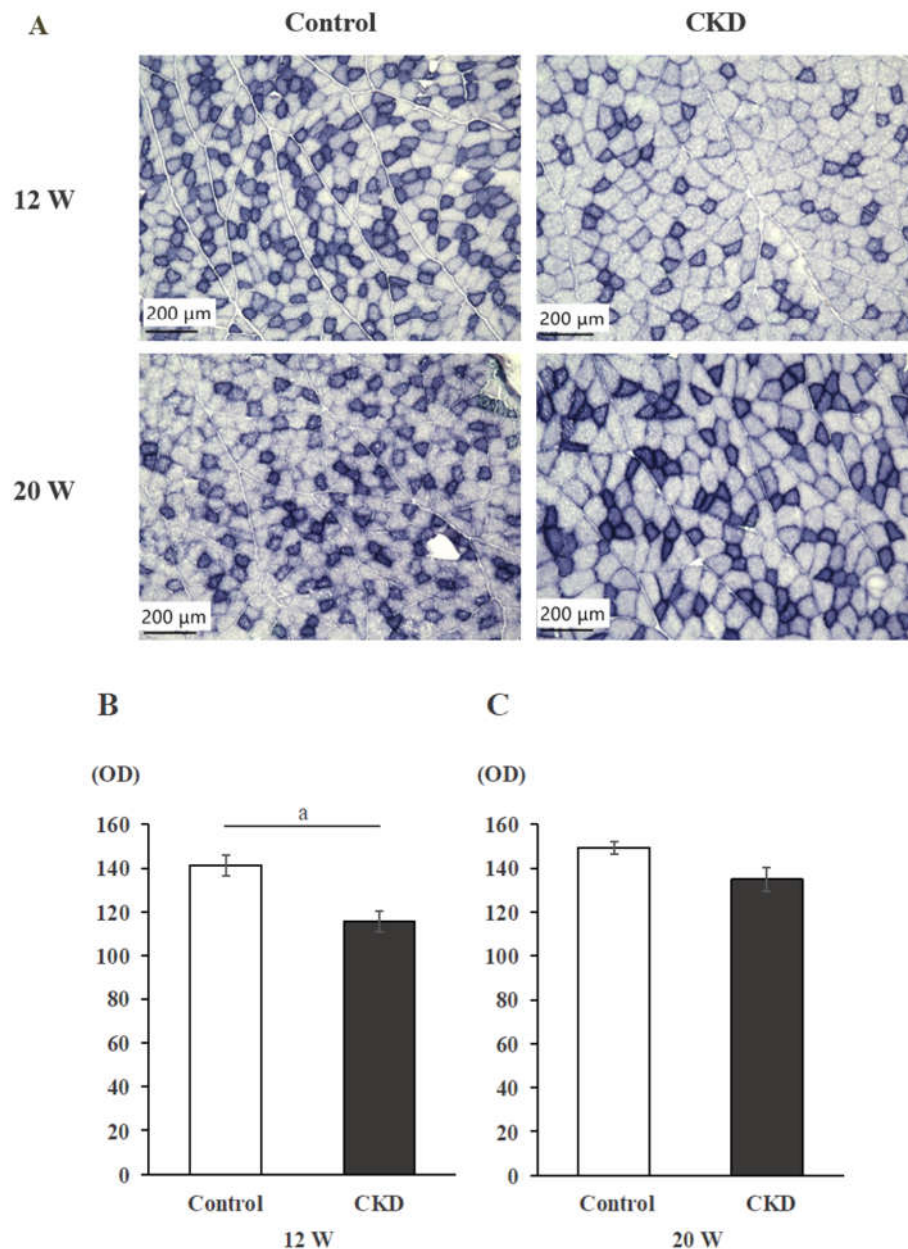 A
Control CKD
12 W
200 µm 200 µm
20 W
200 µm 200 µm
B C
(OD) (OD)
a
160 160
140 140
120 120
100 100
80 80
60 60
40 40
20 20
0 0
Control CKD Control CKD
12 W 20 W